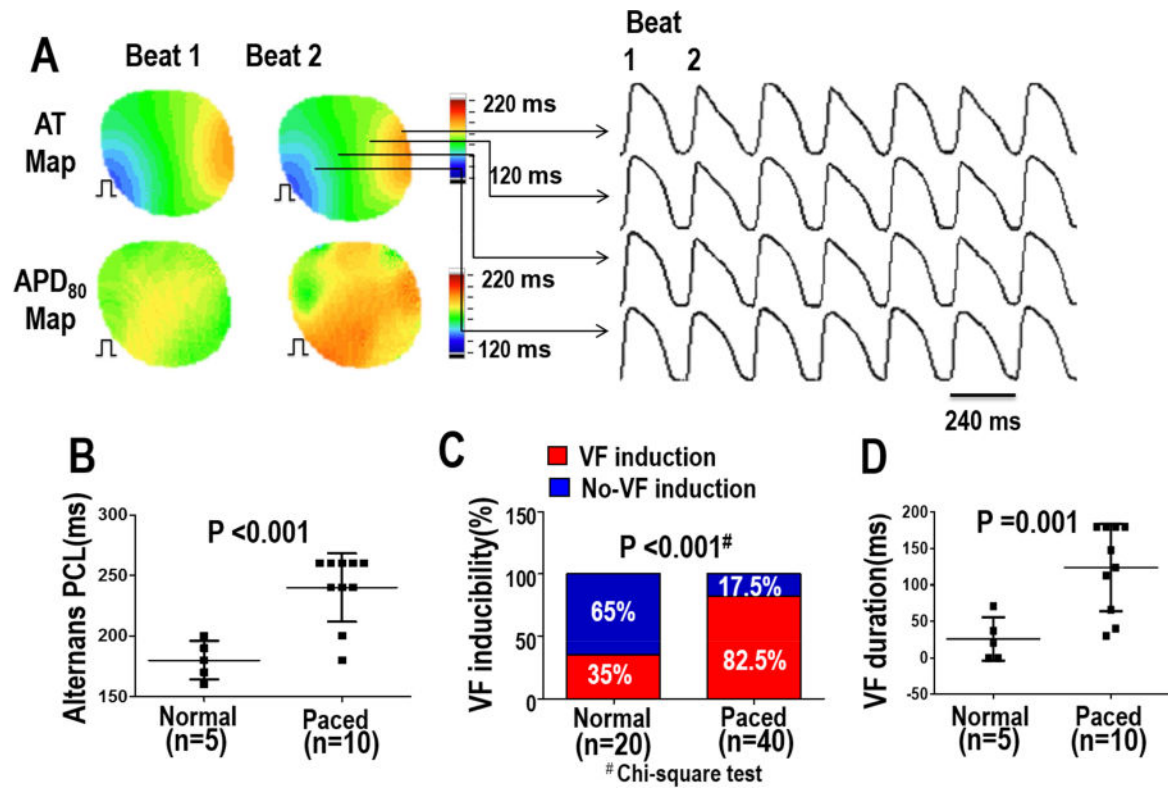 A
Beat 1
Beat 2
Beat
1 2
AT
Map
220 ms
120 ms
APD80
Map
220 ms
120 ms
240 ms
B
Alternans PCL(ms)
300
250
200
150
P <0.001
Normal
(n=5)
Paced
(n=10)
C
VF induction
No-VF induction
VF inducibility(%)
150
100
50
0
P <0.001#
65%
35%
17.5%
82.5%
Normal
(n=20)
Paced
(n=40)
# Chi-square test
D
VF duration(ms)
200
150
100
50
0
-50
P =0.001
Normal
(n=5)
Paced
(n=10)